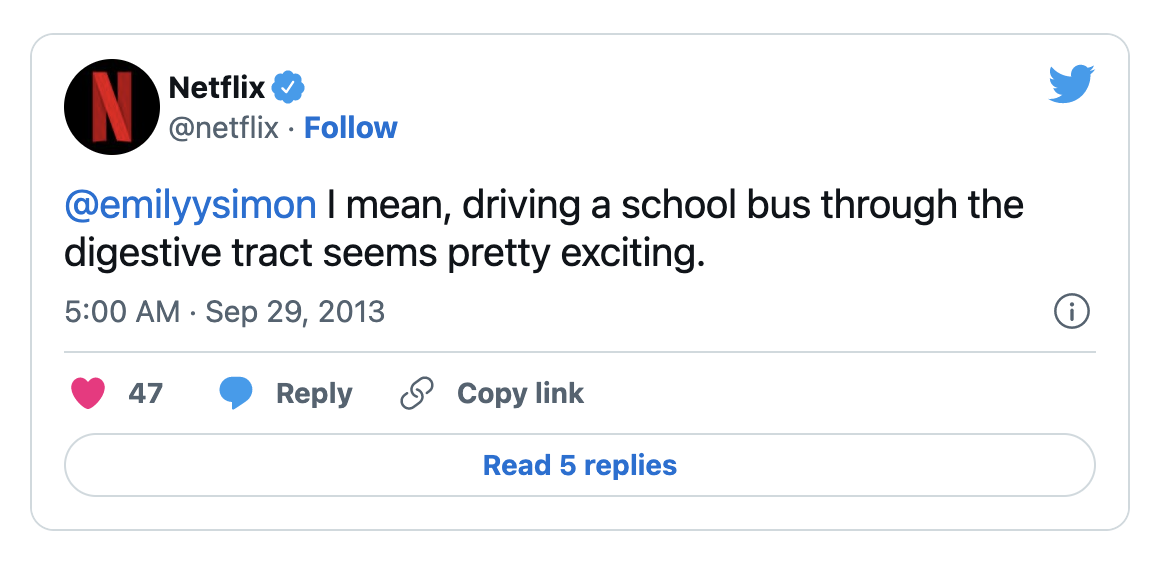 N
Netflix
@netflix · Follow
@emilyysimon I mean, driving a school bus through the
digestive tract seems pretty exciting.
5:00 AM · Sep 29, 2013
47 Reply Copy link
Read 5 replies